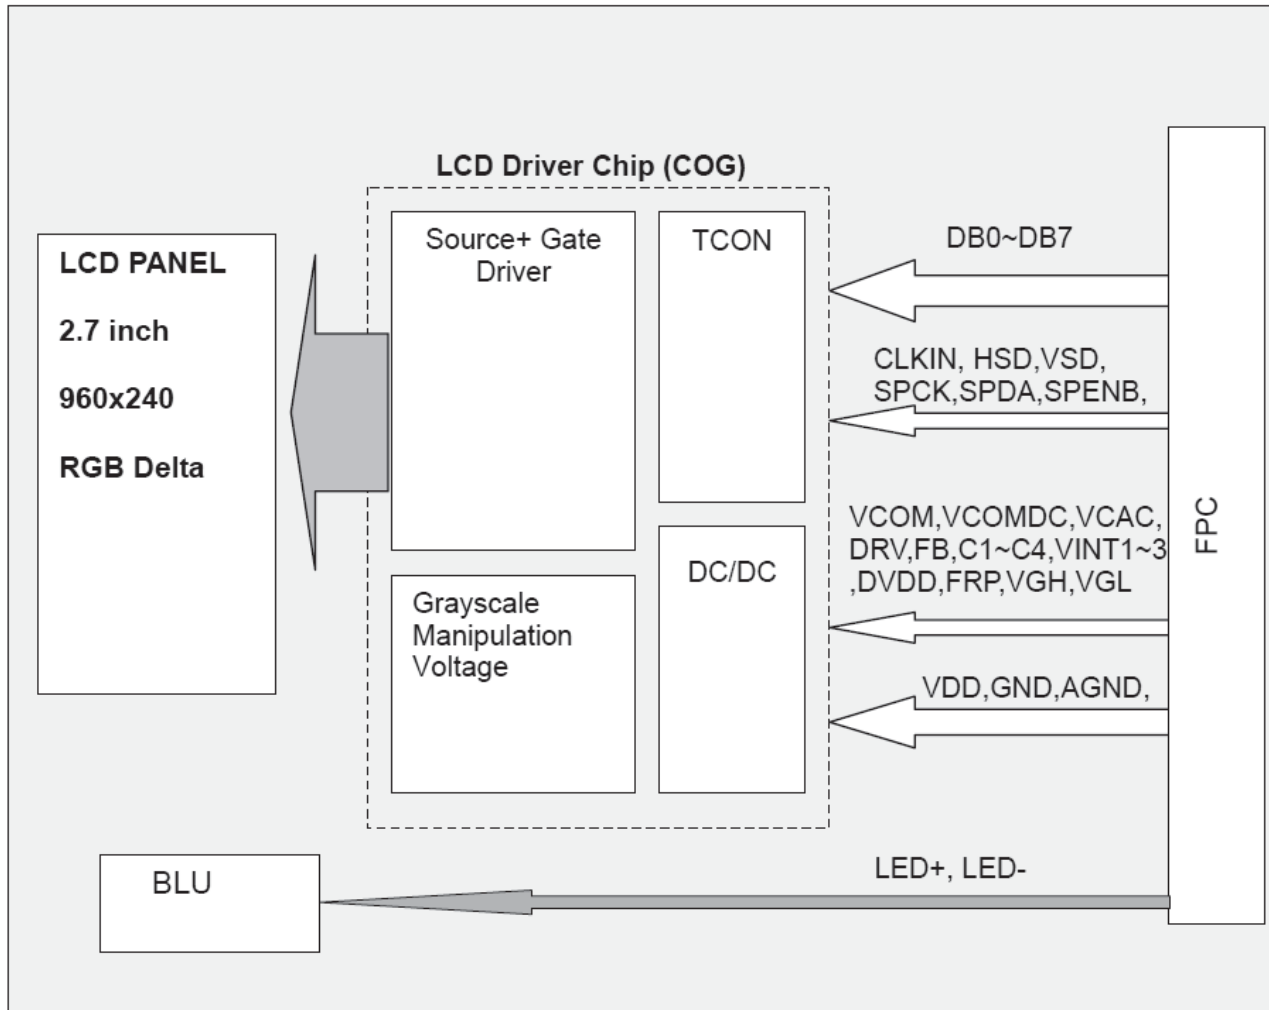 LCD Driver Chip (COG)
LCD PANEL
2.7 inch
960x240
RGB Delta
Source+ Gate
Driver
TCON
Grayscale
Manipulation
Voltage
DC/DC
DB0~DB7
CLKIN, HSD,VSD,
SPCK,SPDA,SPENB,
VCOM,VCOMDC,VCAC,
DRV,FB,C1~C4,VINT1~3
,DVDD,FRP,VGH,VGL
VDD,GND,AGND,
FPC
BLU
LED+, LED-